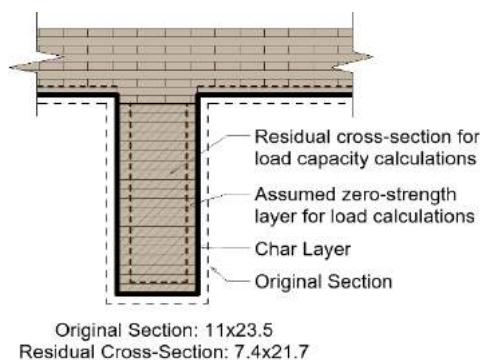 Residual cross-section for
load capacity calculations
Assumed zero-strength
layer for load calculations
Char Layer
Original Section
Original Section: 11x23.5
Residual Cross-Section: 7.4x21.7